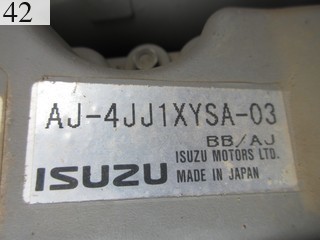 42
AJ-4JJ1XYSA-03
BB/AJ
ISUZU MOTORS LTD.
ISUZU MADE IN JAPAN